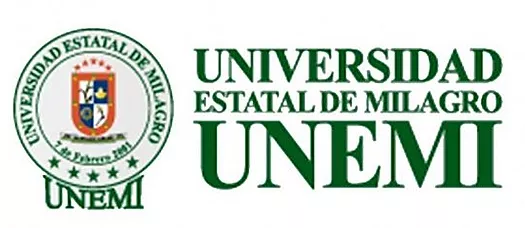 UNIVERSIDAD ESTATAL DE MILAGRO
7 de Febrero 2001
UNEMI
UNIVERSIDAD
ESTATAL DE MILAGRO
UNEMI